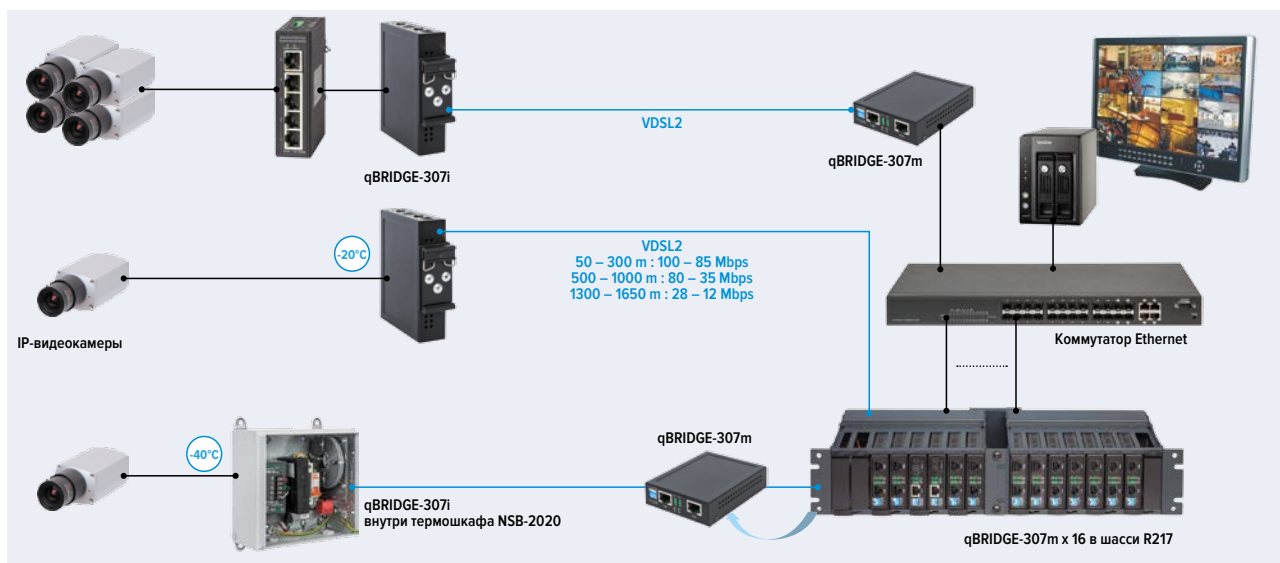 VDSL2
qBRIDGE-307m
qBRIDGE-307i
-20°C
VDSL2
50 – 300 m : 100 – 85 Mbps
500 – 1000 m : 80 – 35 Mbps
1300 – 1650 m : 28 – 12 Mbps
IP-видеокамеры
Коммутатор Ethernet
-40°C
qBRIDGE-307m
qBRIDGE-307i
внутри термошкафа NSB-2020
qBRIDGE-307m x 16 в шасси R217